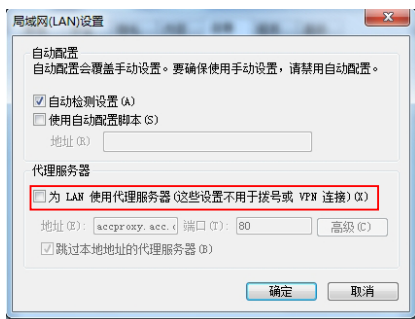 局域网(LAN)设置
自动配置
自动配置会覆盖手动设置。要确保使用手动设置，请禁用自动配置。
自动检测设置(A)
使用自动配置脚本(S)
地址(R)
代理服务器
为 LAN 使用代理服务器(这些设置不用于拨号或 VPN 连接)(X)
地址(E): accproxy.acc. 端口(T): 80 高级(C)
跳过本地地址的代理服务器(B)
确定 取消